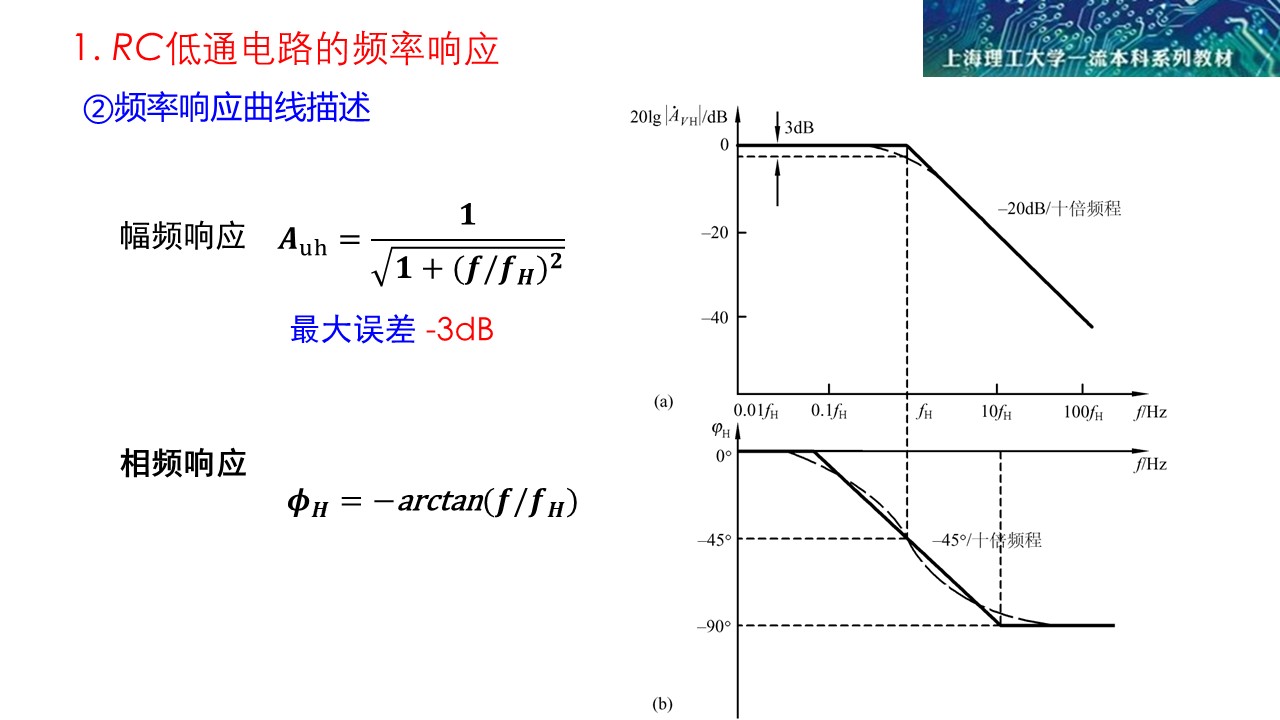 1. RC低通电路的频率响应
上海理工大学一流本科系列教材
②频率响应曲线描述
幅频响应 A_uh = 1 / √(1 + (f/f_H)²)
最大误差 -3dB
相频响应
ϕ_H = −arctan(f/f_H)
20lg |Ȧ_VH|/dB
3dB
0
–20dB/十倍频程
–20
–40
(a)
0.01f_H 0.1f_H f_H 10f_H 100f_H f/Hz
φ_H
0°
f/Hz
–45°
–45°/十倍频程
–90°
(b)